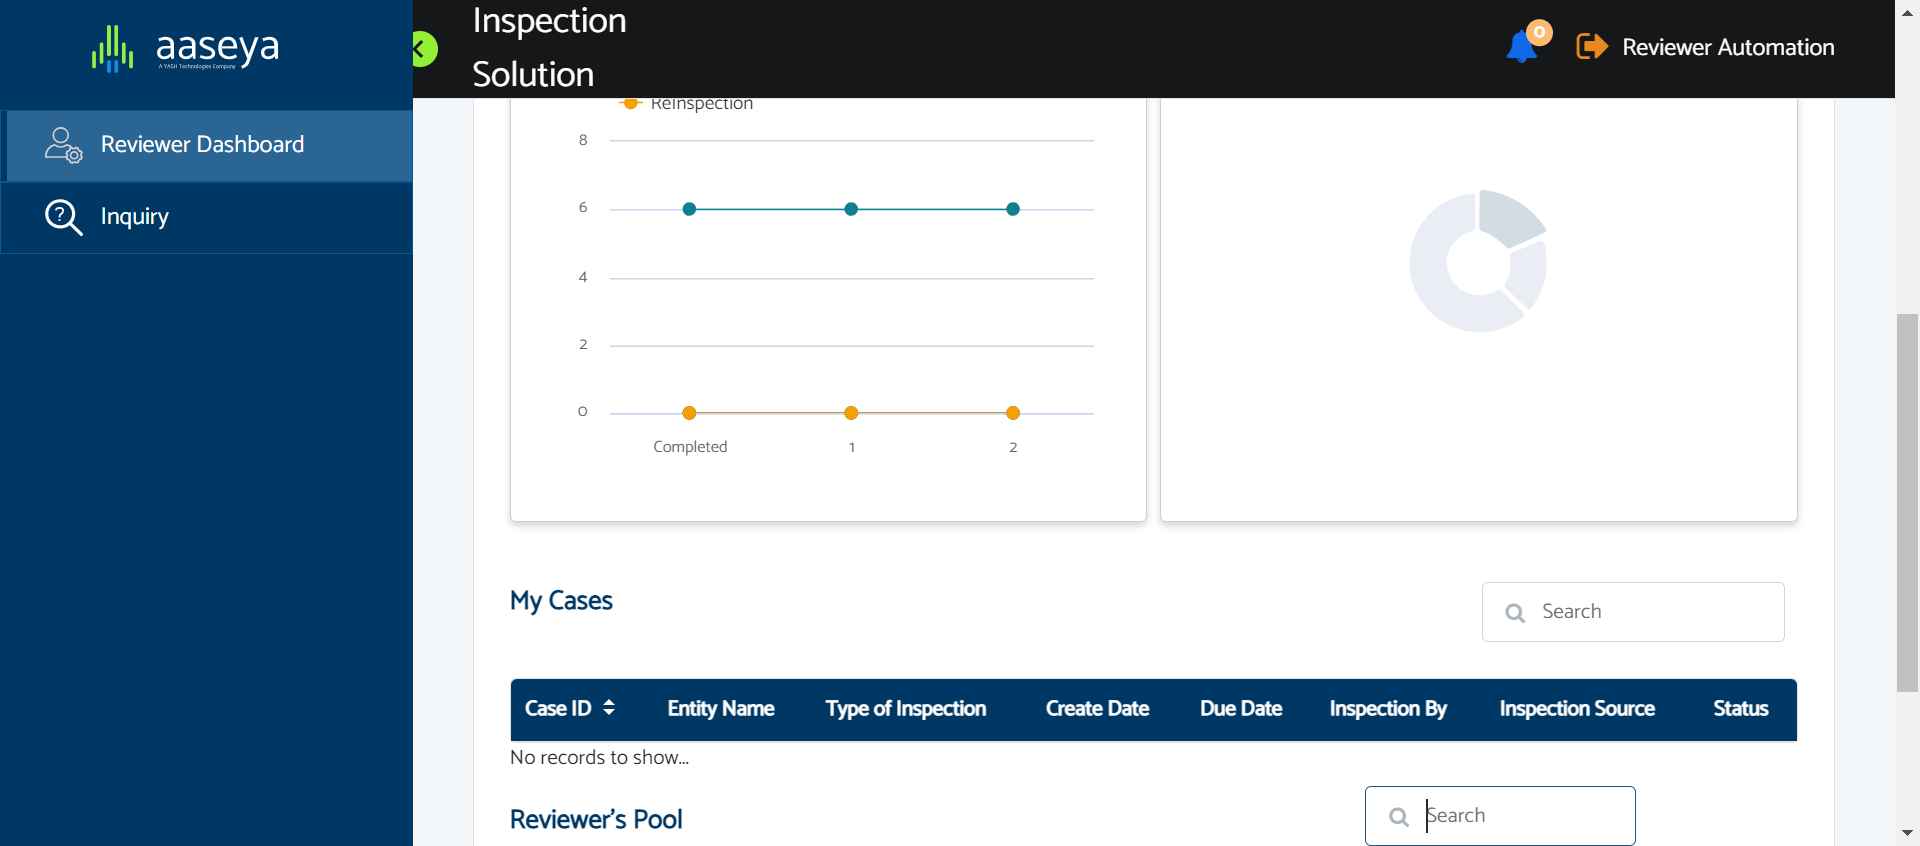 aaseya
A YASH Technologies Company
Reviewer Dashboard
Inquiry
Inspection
Solution
0
Reviewer Automation
ReInspection
8
6
4
2
0
Completed 1 2
My Cases
Search
Case ID Entity Name Type of Inspection Create Date Due Date Inspection By Inspection Source Status
No records to show...
Reviewer's Pool
Search